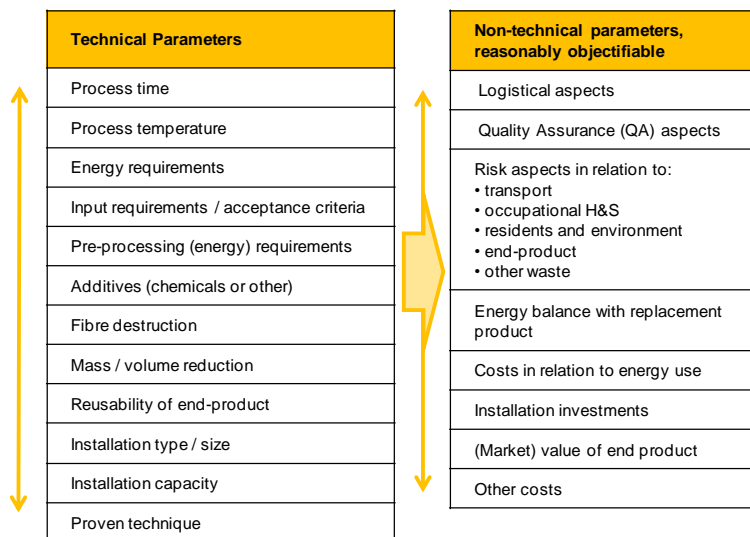 Technical Parameters
Process time
Process temperature
Energy requirements
Input requirements / acceptance criteria
Pre-processing (energy) requirements
Additives (chemicals or other)
Fibre destruction
Mass / volume reduction
Reusability of end-product
Installation type / size
Installation capacity
Proven technique
Non-technical parameters,
reasonably objectifiable
Logistical aspects
Quality Assurance (QA) aspects
Risk aspects in relation to:
• transport
• occupational H&S
• residents and environment
• end-product
• other waste
Energy balance with replacement
product
Costs in relation to energy use
Installation investments
(Market) value of end product
Other costs